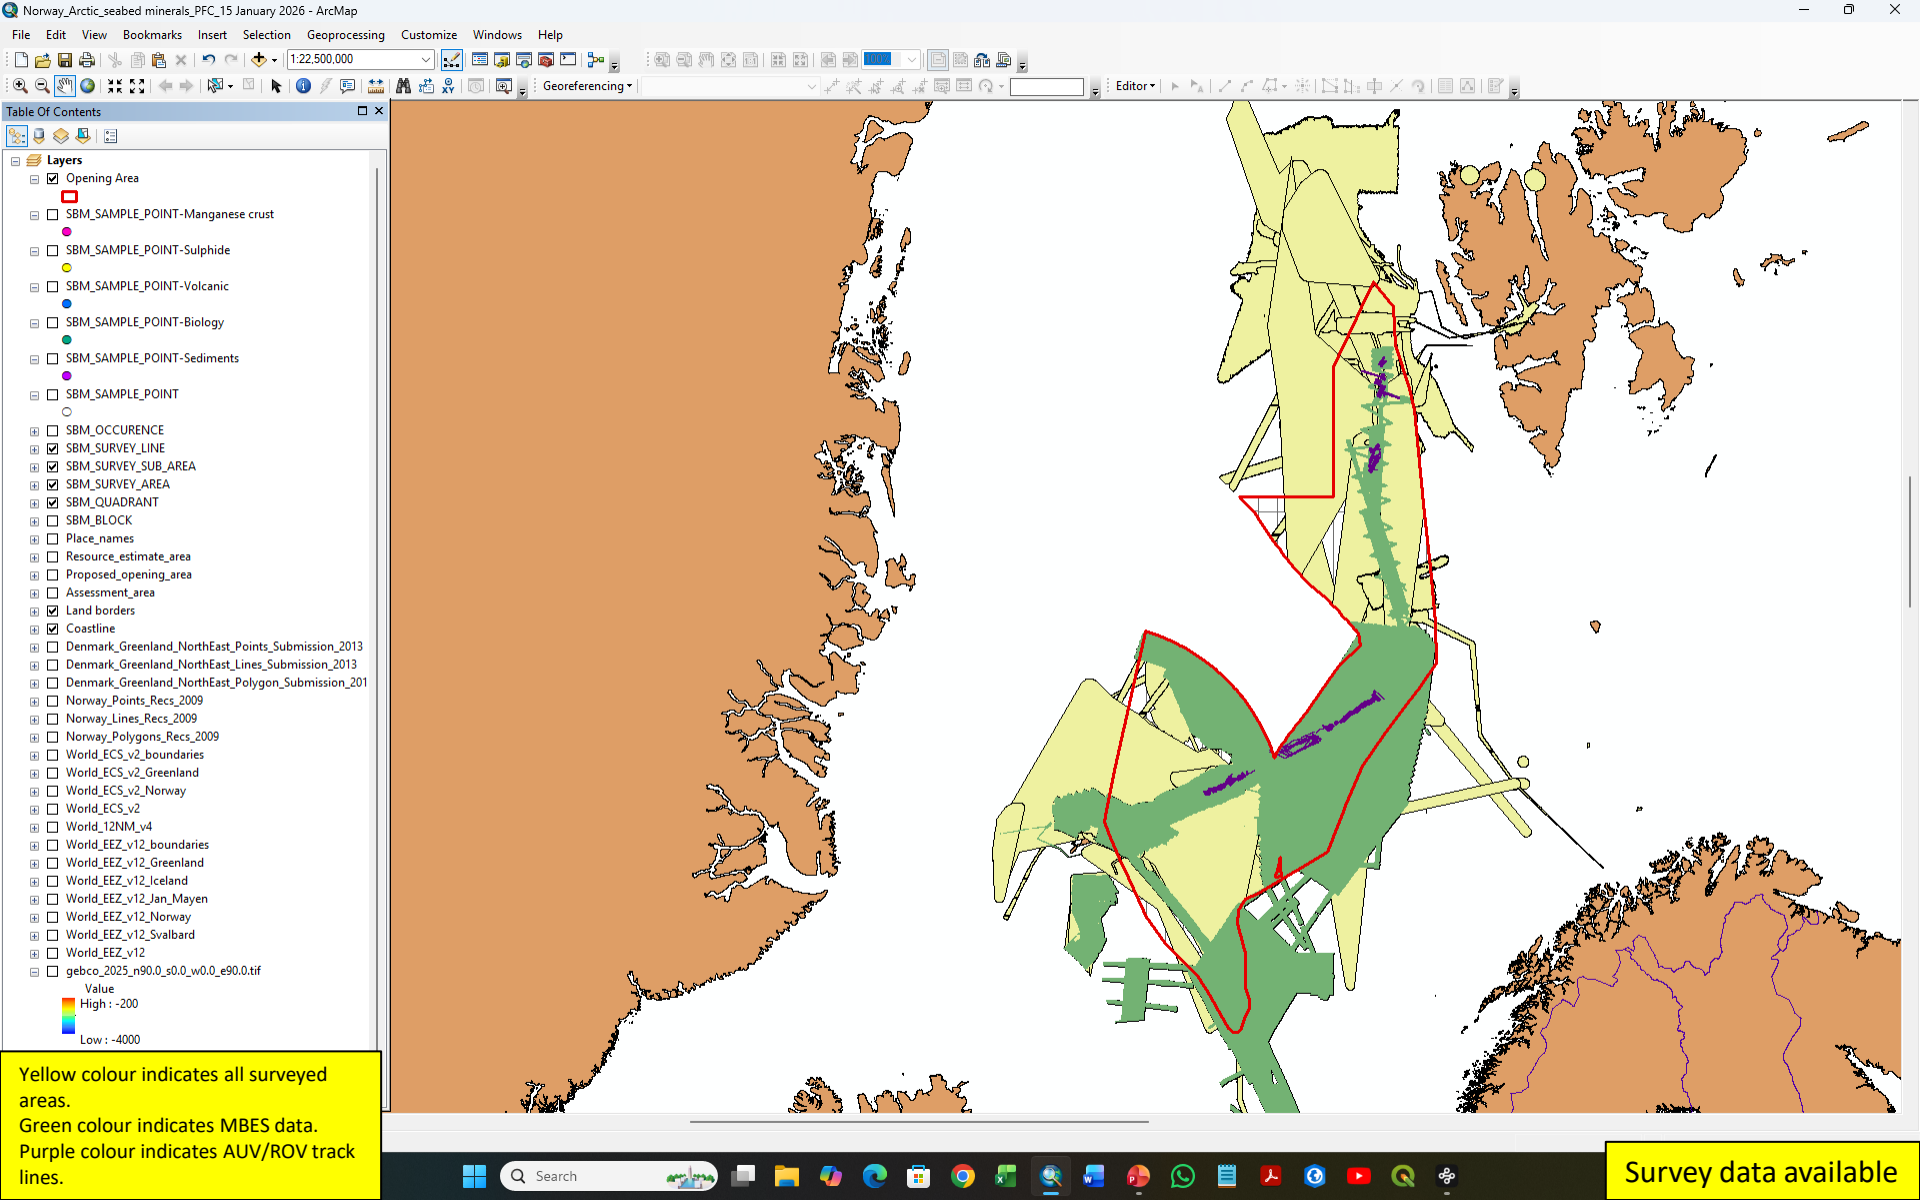 Norway_Arctic_seabed minerals_PFC_15 January 2026 - ArcMap
File Edit View Bookmarks Insert Selection Geoprocessing Customize Windows Help
1:22,500,000
100%
Georeferencing
Editor
Table Of Contents
Layers
Opening Area
SBM_SAMPLE_POINT-Manganese crust
SBM_SAMPLE_POINT-Sulphide
SBM_SAMPLE_POINT-Volcanic
SBM_SAMPLE_POINT-Biology
SBM_SAMPLE_POINT-Sediments
SBM_SAMPLE_POINT
SBM_OCCURENCE
SBM_SURVEY_LINE
SBM_SURVEY_SUB_AREA
SBM_SURVEY_AREA
SBM_QUADRANT
SBM_BLOCK
Place_names
Resource_estimate_area
Proposed_opening_area
Assessment_area
Land borders
Coastline
Denmark_Greenland_NorthEast_Points_Submission_2013
Denmark_Greenland_NorthEast_Lines_Submission_2013
Denmark_Greenland_NorthEast_Polygon_Submission_201
Norway_Points_Recs_2009
Norway_Lines_Recs_2009
Norway_Polygons_Recs_2009
World_ECS_v2_boundaries
World_ECS_v2_Greenland
World_ECS_v2_Norway
World_ECS_v2
World_12NM_v4
World_EEZ_v12_boundaries
World_EEZ_v12_Greenland
World_EEZ_v12_Iceland
World_EEZ_v12_Jan_Mayen
World_EEZ_v12_Norway
World_EEZ_v12_Svalbard
World_EEZ_v12
gebco_2025_n90.0_s0.0_w0.0_e90.0.tif
Value
High : -200
Low : -4000
Yellow colour indicates all surveyed
areas.
Green colour indicates MBES data.
Purple colour indicates AUV/ROV track
lines.
Search
Survey data available